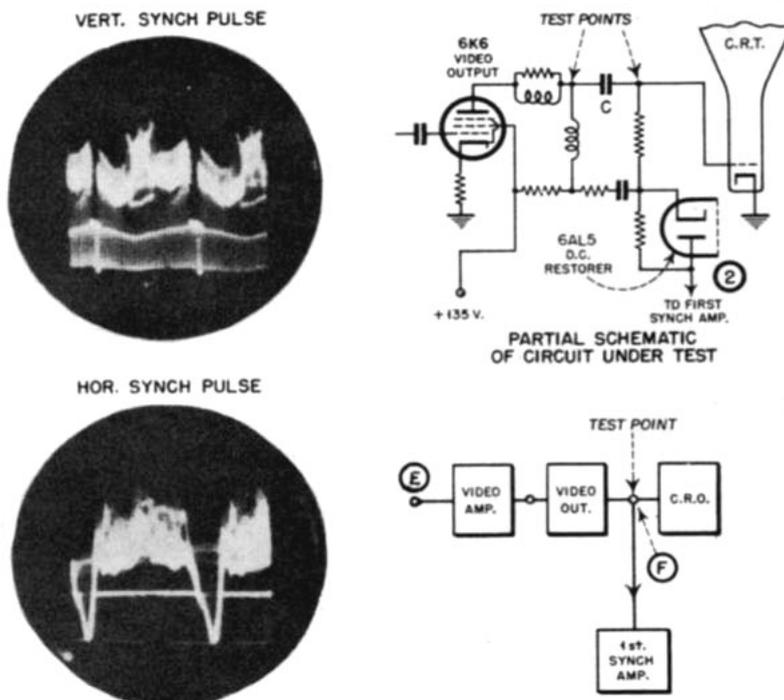 VERT. SYNCH PULSE
TEST POINTS
6K6
VIDEO
OUTPUT
C.R.T.
C
6AL5
D.C.
RESTORER
2
+135 V.
TO FIRST
SYNCH AMP.
PARTIAL SCHEMATIC
OF CIRCUIT UNDER TEST
HOR. SYNCH PULSE
TEST POINT
E
VIDEO
AMP.
VIDEO
OUT.
C.R.O.
F
1st.
SYNCH
AMP.